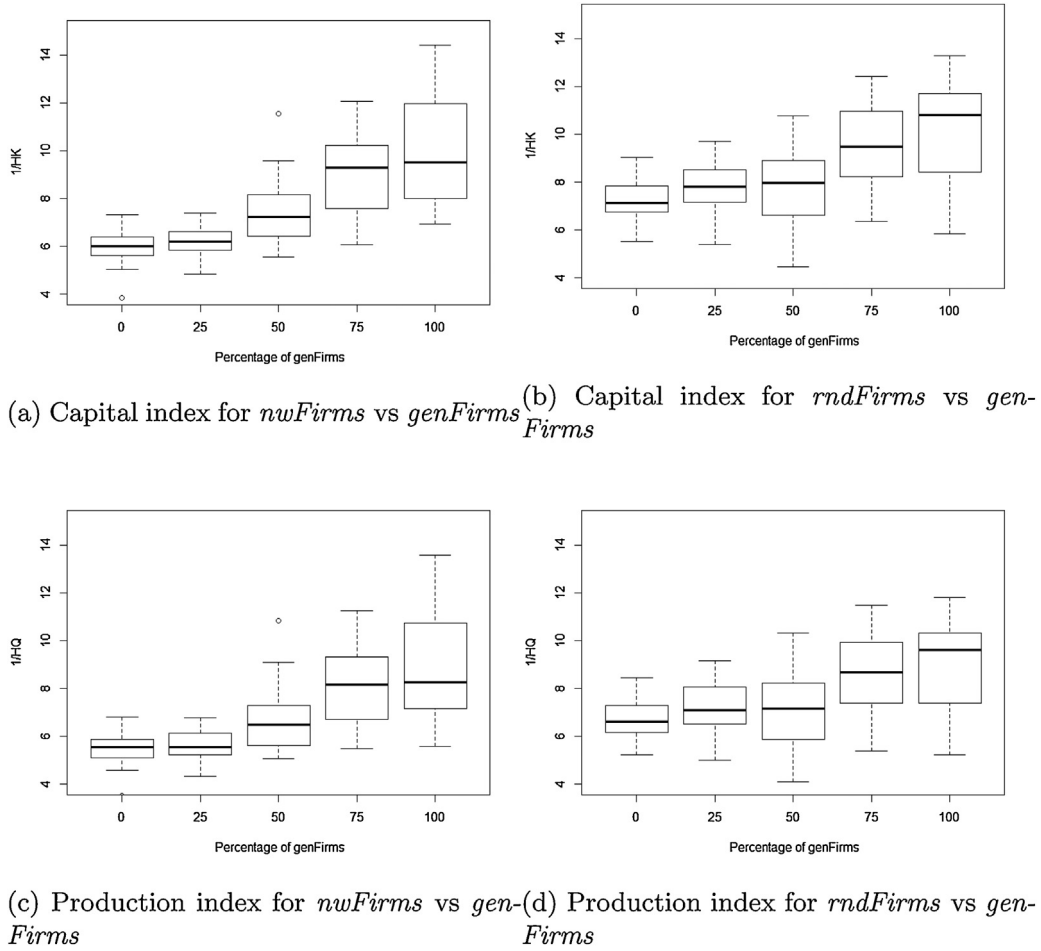 14
12
10
8
6
4
1/HK
0 25 50 75 100
Percentage of genFirms
(a) Capital index for nwFirms vs genFirms
14
12
10
8
6
4
1/HK
0 25 50 75 100
Percentage of genFirms
(b) Capital index for rndFirms vs gen-
Firms
14
12
10
8
6
4
1/HQ
0 25 50 75 100
Percentage of genFirms
(c) Production index for nwFirms vs gen-
Firms
14
12
10
8
6
4
1/HQ
0 25 50 75 100
Percentage of genFirms
(d) Production index for rndFirms vs gen-
Firms